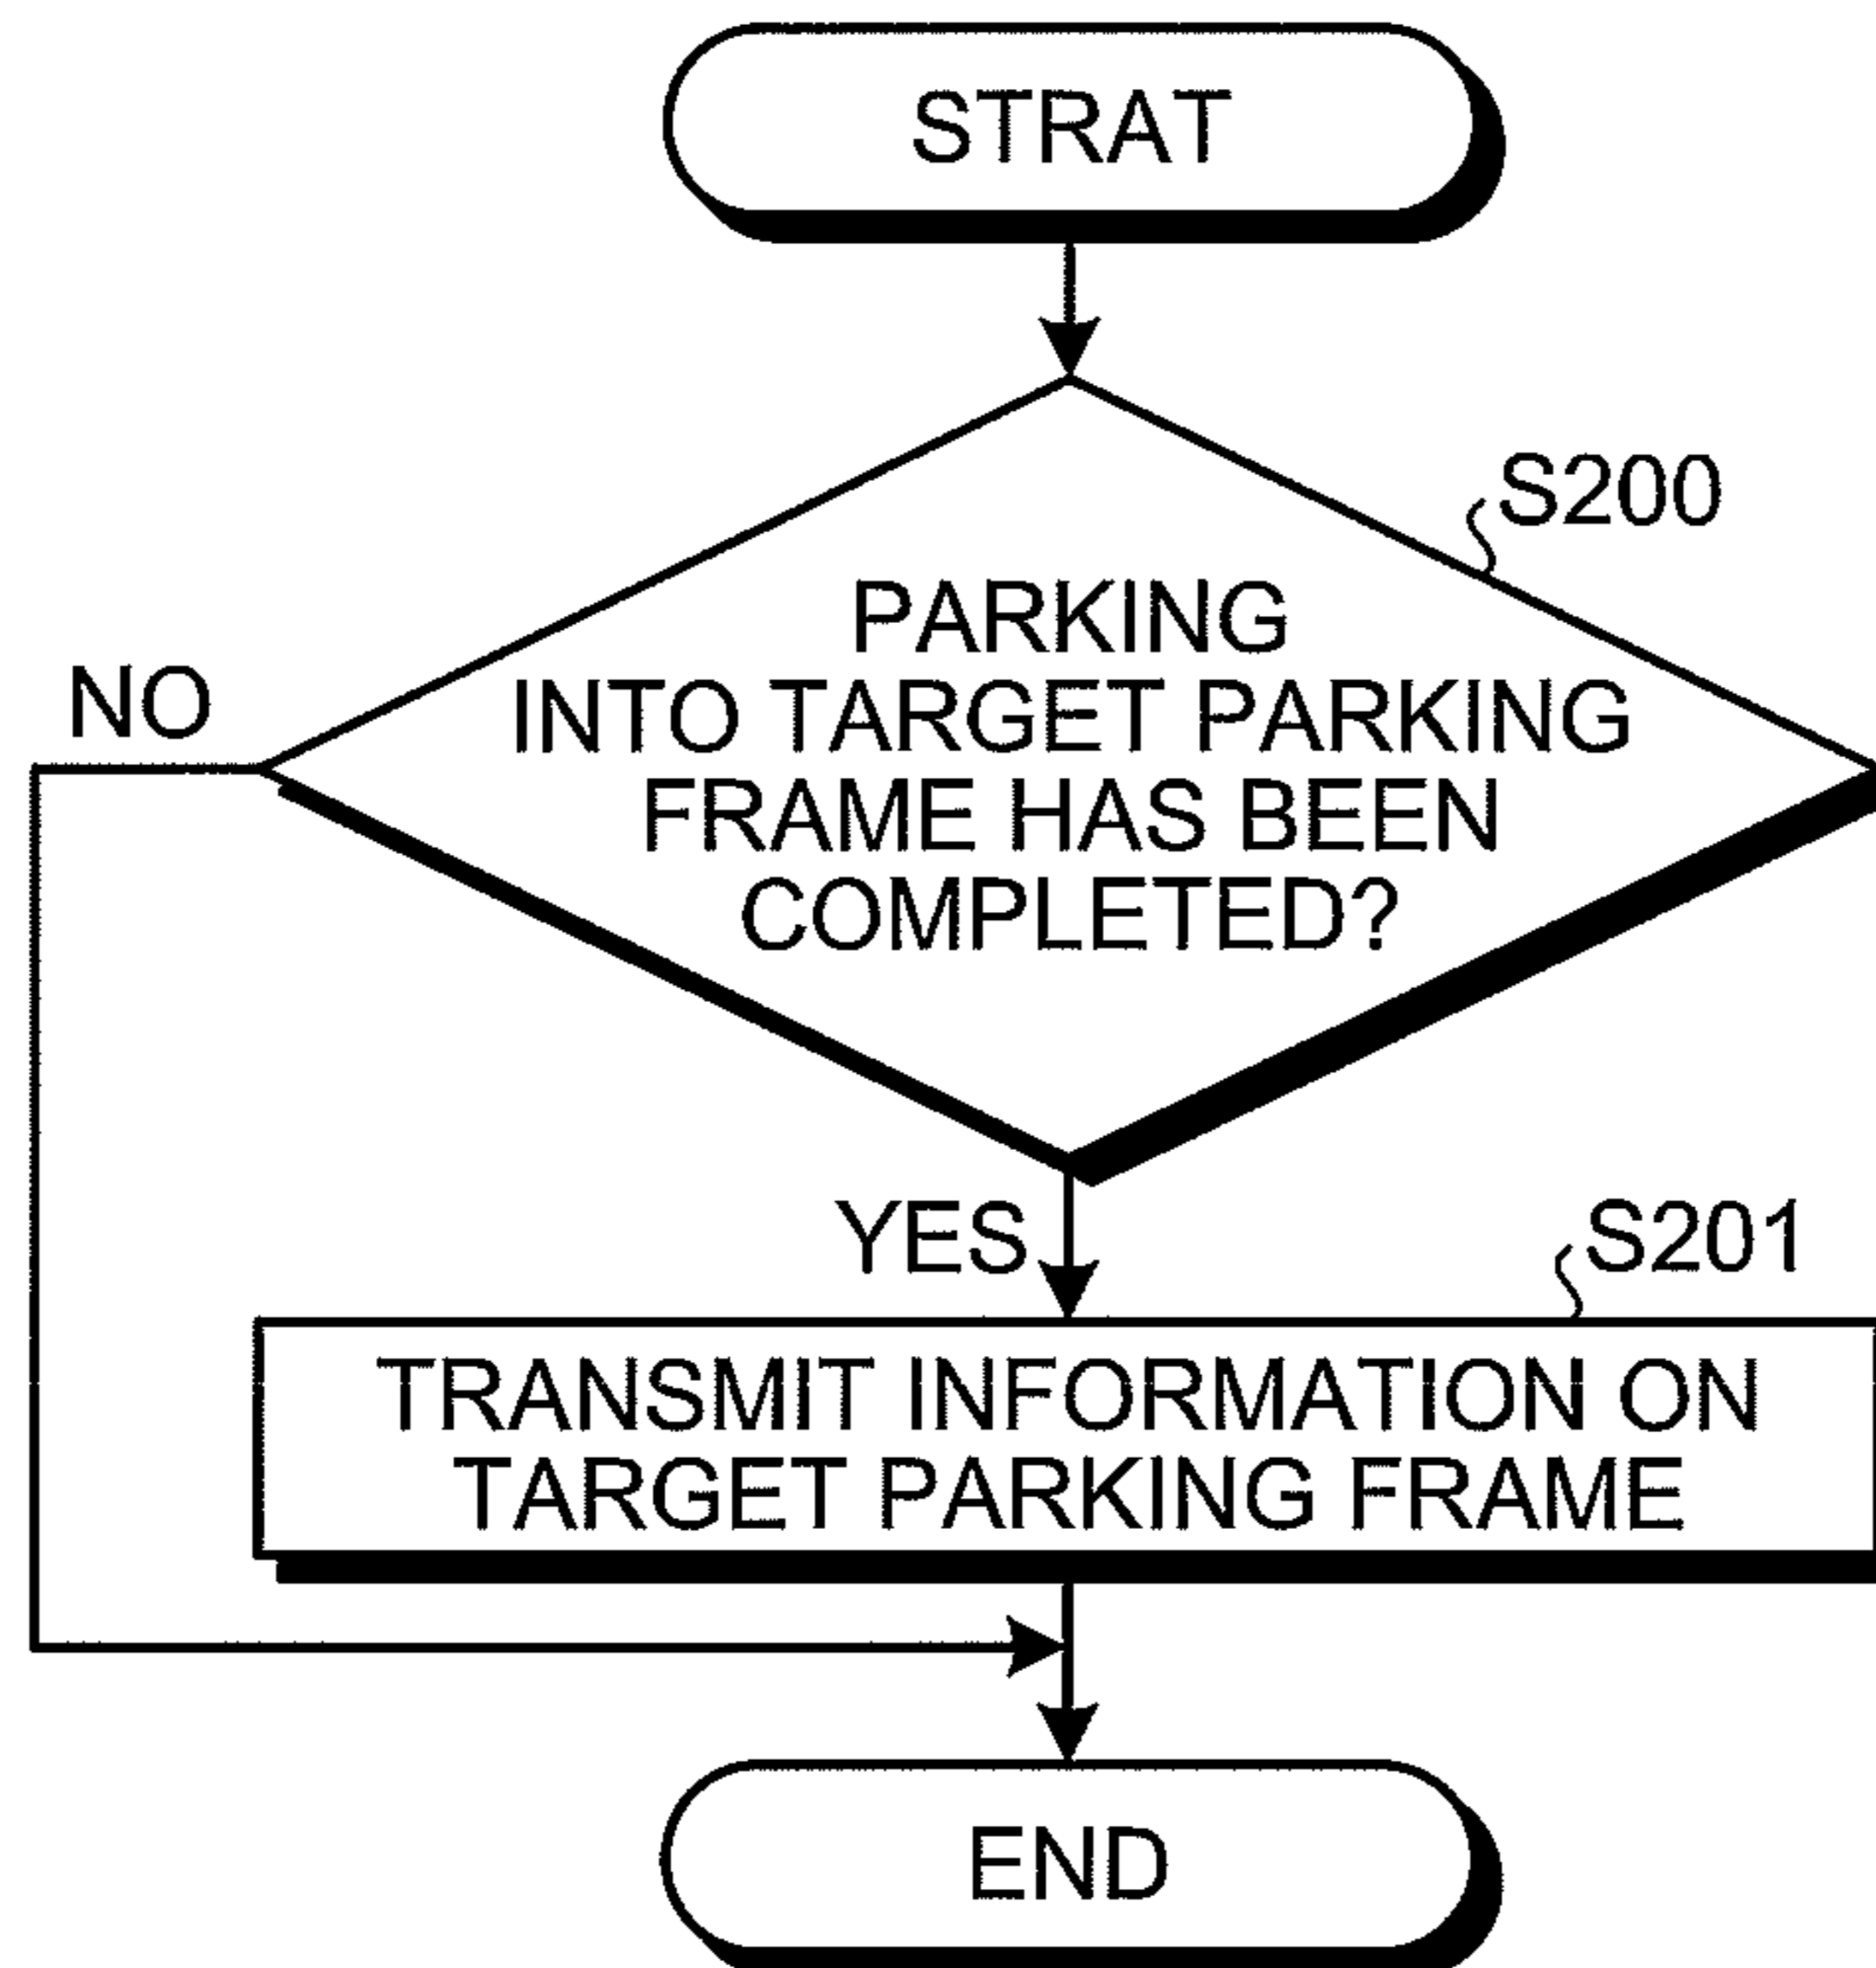 STRAT
S200
PARKING
INTO TARGET PARKING
FRAME HAS BEEN
COMPLETED?
NO
YES
S201
TRANSMIT INFORMATION ON
TARGET PARKING FRAME
END